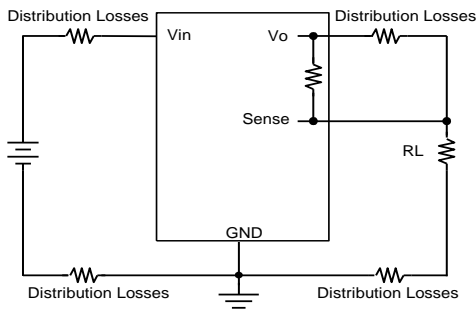 Distribution Losses
Distribution Losses
Vin
Vo
Sense
RL
GND
Distribution Losses
Distribution Losses